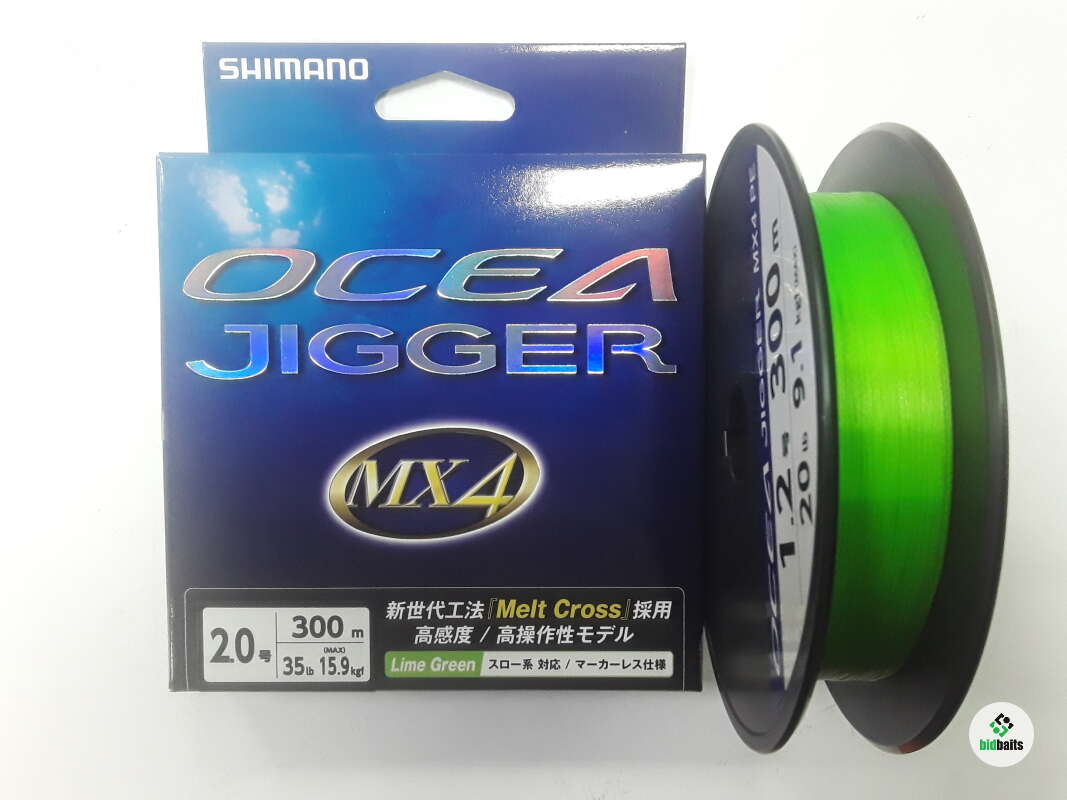 SHIMANO
OCEA
JIGGER
MX4
新世代工法『Melt Cross』採用
高感度 / 高操作性モデル
Lime Green スロー系 対応 / マーカーレス仕様
2.0号
300 m
(MAX)
35lb 15.9kgf
OCEA JIGGER MX4 PE
1.2号 300m
20lb 9.1kgf(MAX)
bidbaits